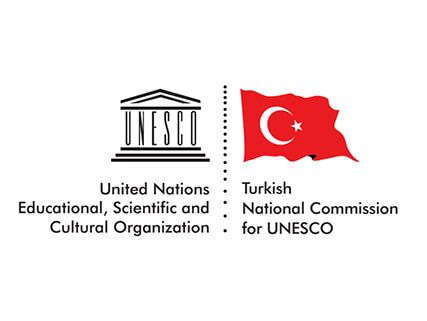 UNESCO
United Nations
Educational, Scientific and
Cultural Organization
Turkish
National Commission
for UNESCO